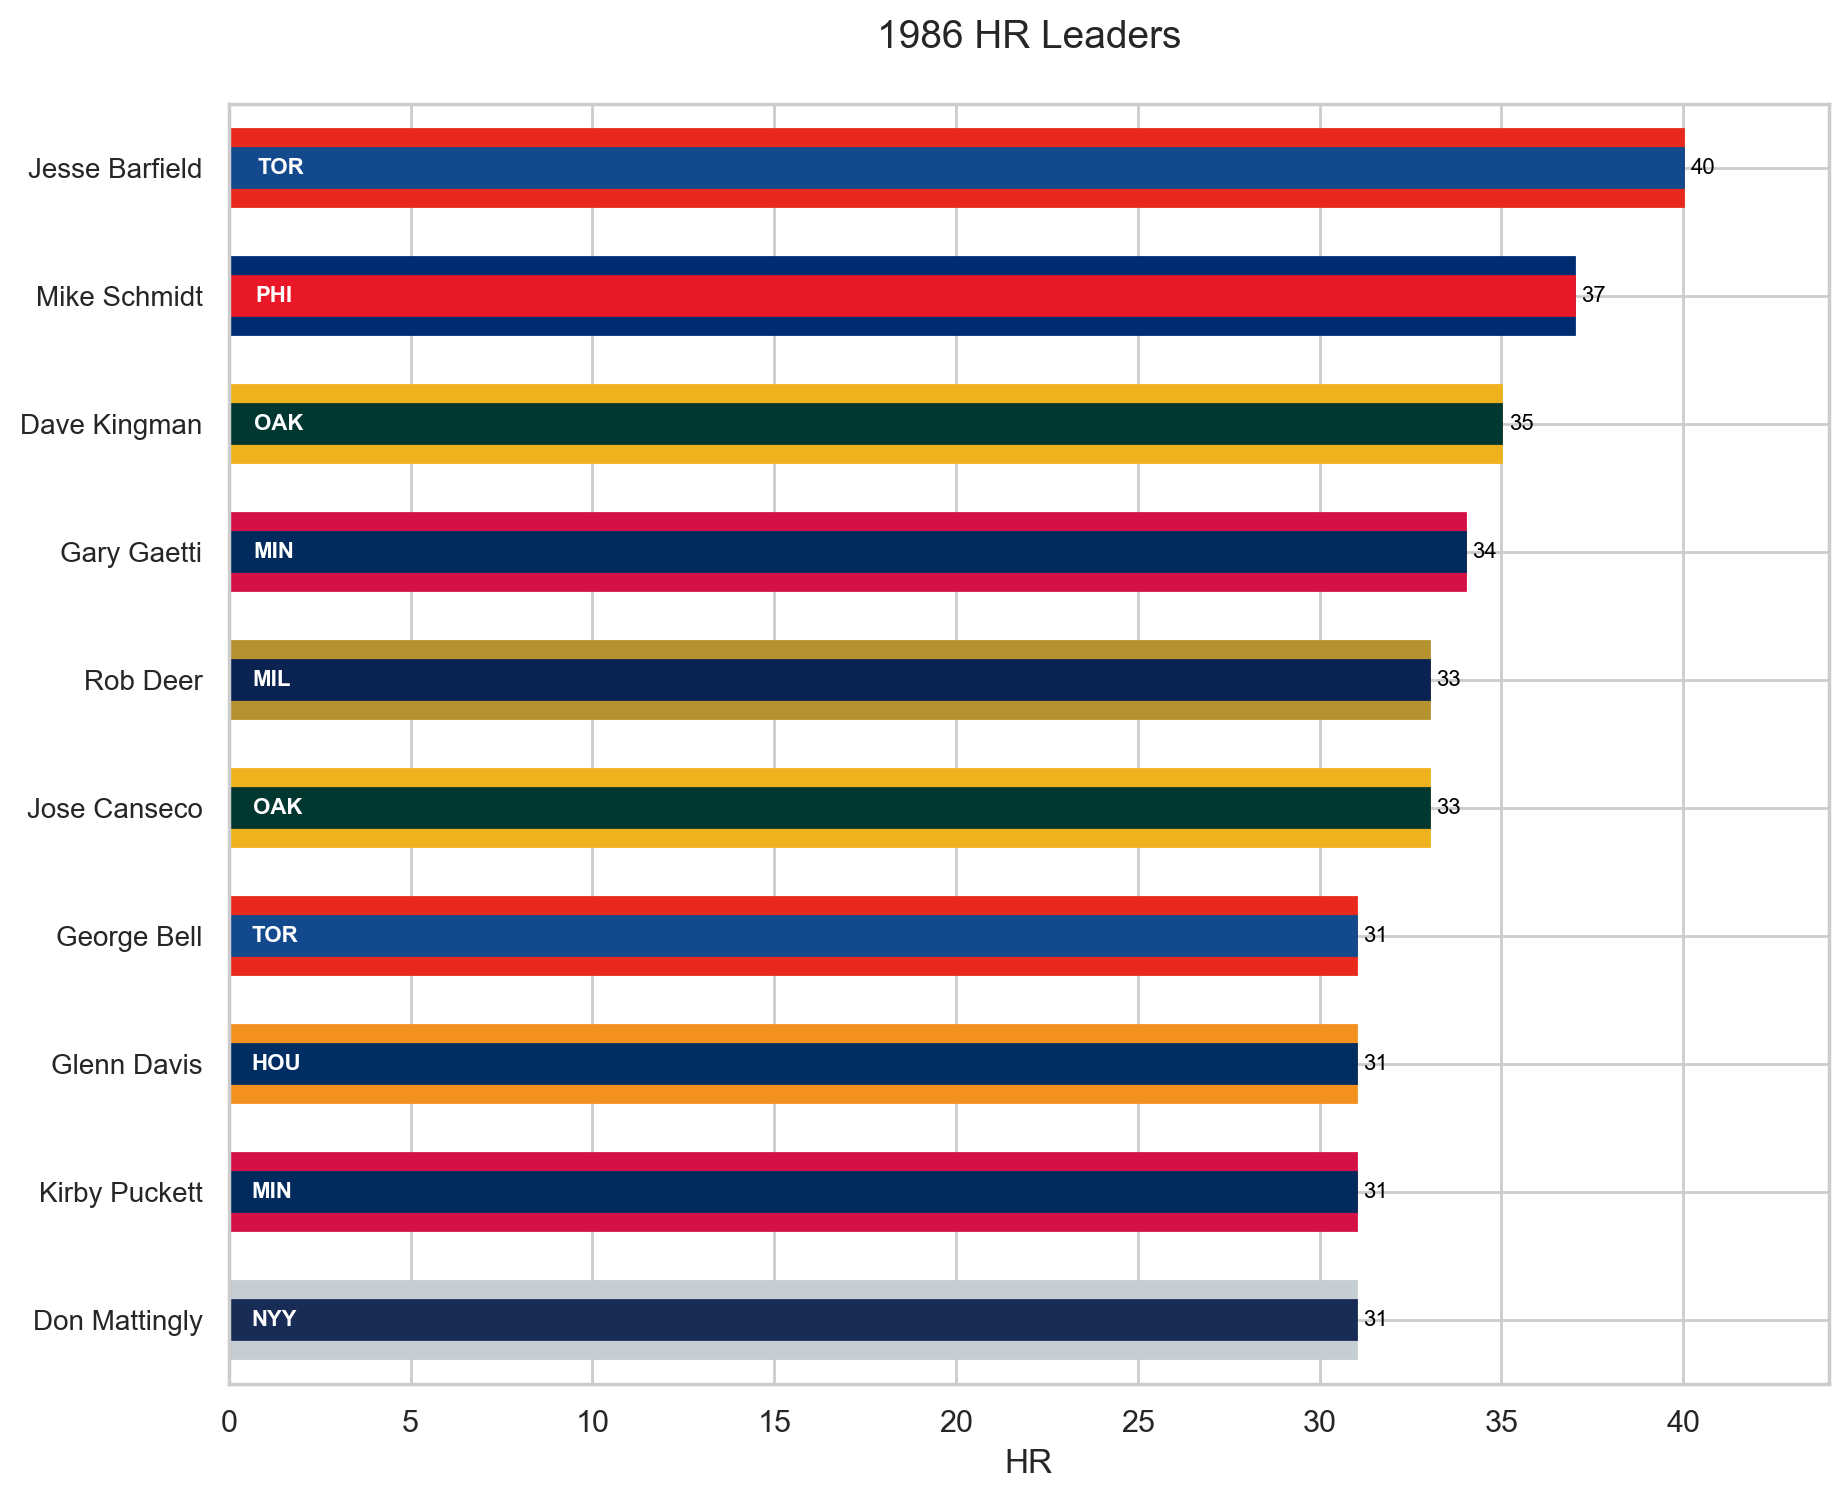 1986 HR Leaders
Jesse Barfield TOR 40
Mike Schmidt PHI 37
Dave Kingman OAK 35
Gary Gaetti MIN 34
Rob Deer MIL 33
Jose Canseco OAK 33
George Bell TOR 31
Glenn Davis HOU 31
Kirby Puckett MIN 31
Don Mattingly NYY 31
0 5 10 15 20 25 30 35 40
HR